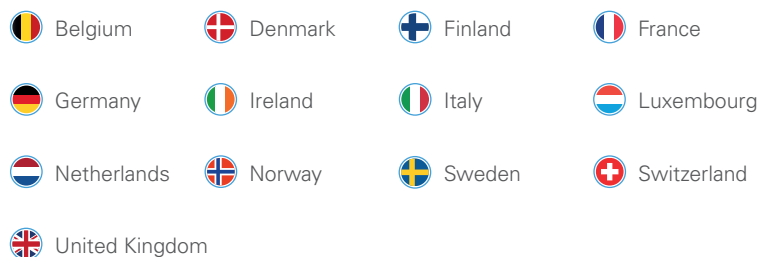 Belgium Denmark Finland France
Germany Ireland Italy Luxembourg
Netherlands Norway Sweden Switzerland
United Kingdom